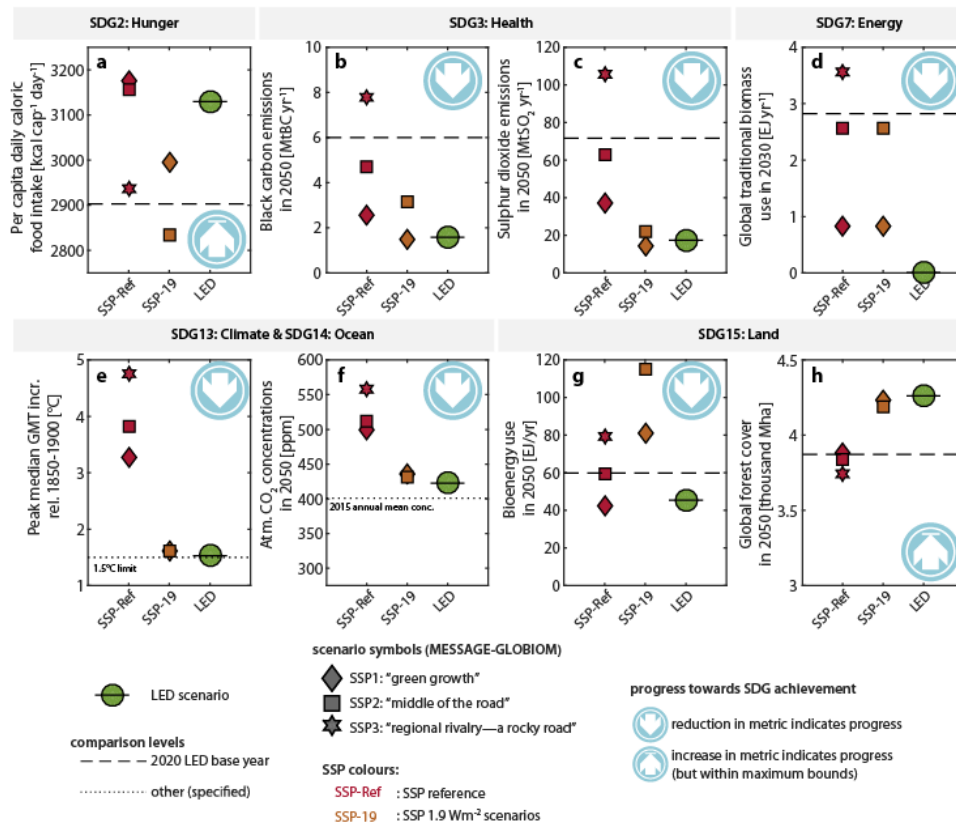 SDG2: Hunger
SDG3: Health
SDG7: Energy
a
Per capita daily caloric
food intake [kcal cap⁻¹ day⁻¹]
3200
3100
3000
2900
2800
SSP-Ref
SSP-19
LED
b
Black carbon emissions
in 2050 [MtBC yr⁻¹]
10
8
6
4
2
0
SSP-Ref
SSP-19
LED
c
Sulphur dioxide emissions
in 2050 [MtSO₂ yr⁻¹]
120
100
80
60
40
20
0
SSP-Ref
SSP-19
LED
d
Global traditional biomass
use in 2030 [EJ yr⁻¹]
4
3
2
1
0
SSP-Ref
SSP-19
LED
SDG13: Climate & SDG14: Ocean
SDG15: Land
e
Peak median GMT incr.
rel. 1850-1900 [°C]
5
4
3
2
1
1.5°C limit
SSP-Ref
SSP-19
LED
f
Atm. CO₂ concentrations
in 2050 [ppm]
600
550
500
450
400
350
300
2015 annual mean conc.
SSP-Ref
SSP-19
LED
g
Bioenergy use
in 2050 [EJ/yr]
120
100
80
60
40
20
0
SSP-Ref
SSP-19
LED
h
Global forest cover
in 2050 [thousand Mha]
4.5
4
3.5
3
SSP-Ref
SSP-19
LED
LED scenario
comparison levels
2020 LED base year
other (specified)
scenario symbols (MESSAGE-GLOBIOM)
SSP1: “green growth”
SSP2: “middle of the road”
SSP3: “regional rivalry—a rocky road”
SSP colours:
SSP-Ref : SSP reference
SSP-19 : SSP 1.9 Wm⁻² scenarios
progress towards SDG achievement
reduction in metric indicates progress
increase in metric indicates progress
(but within maximum bounds)